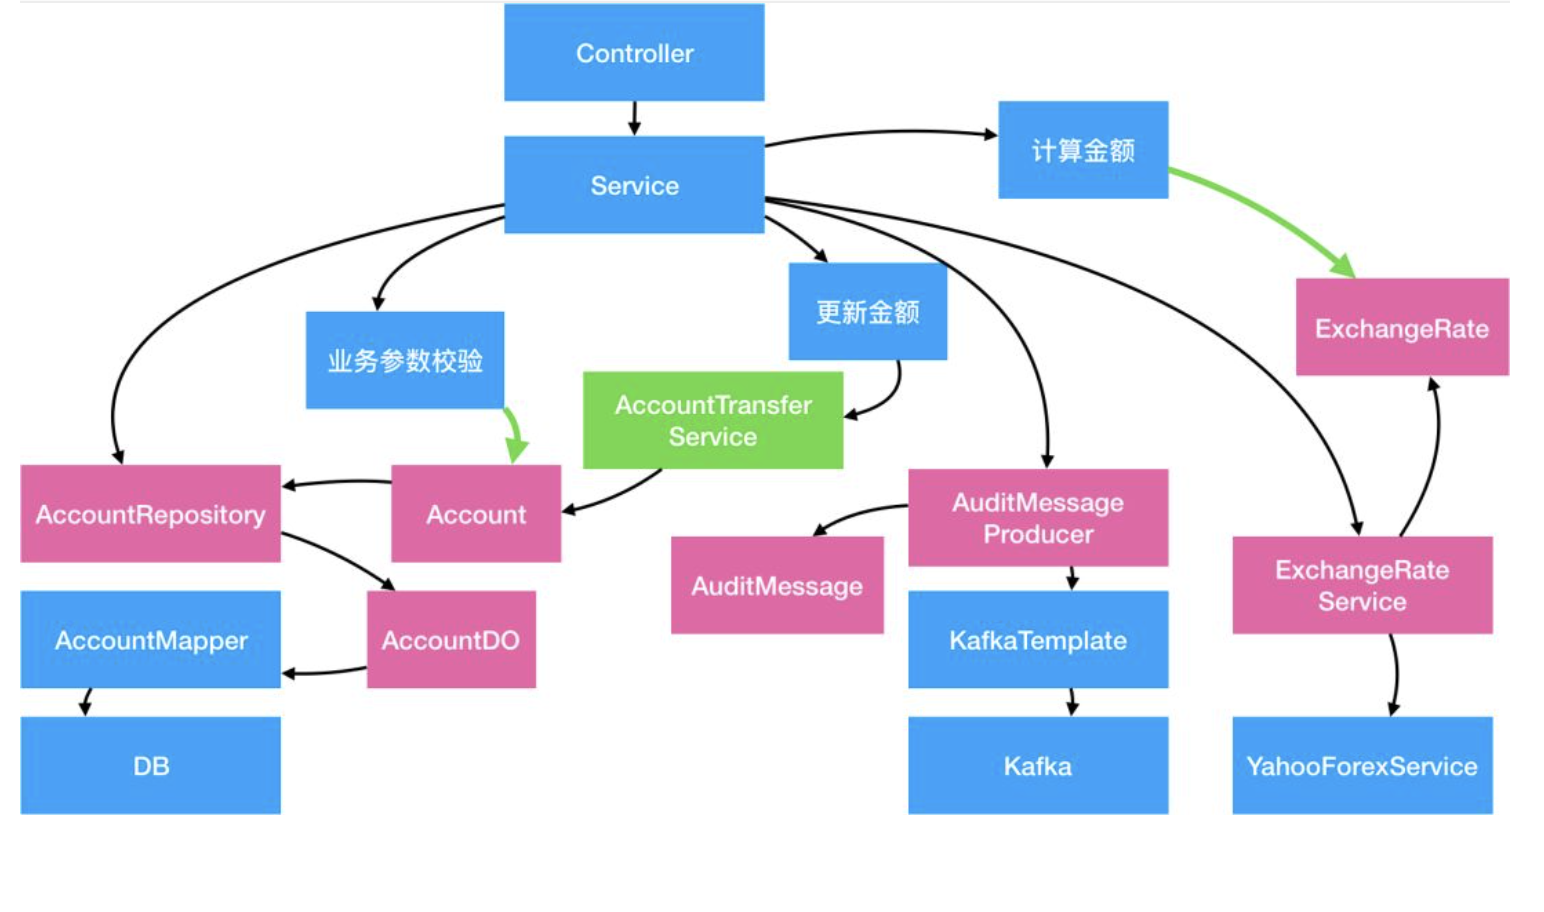 Controller
Service
计算金额
更新金额
ExchangeRate
业务参数校验
AccountTransfer
Service
AccountRepository
Account
AuditMessage
Producer
AuditMessage
ExchangeRate
Service
AccountMapper
AccountDO
KafkaTemplate
DB
Kafka
YahooForexService